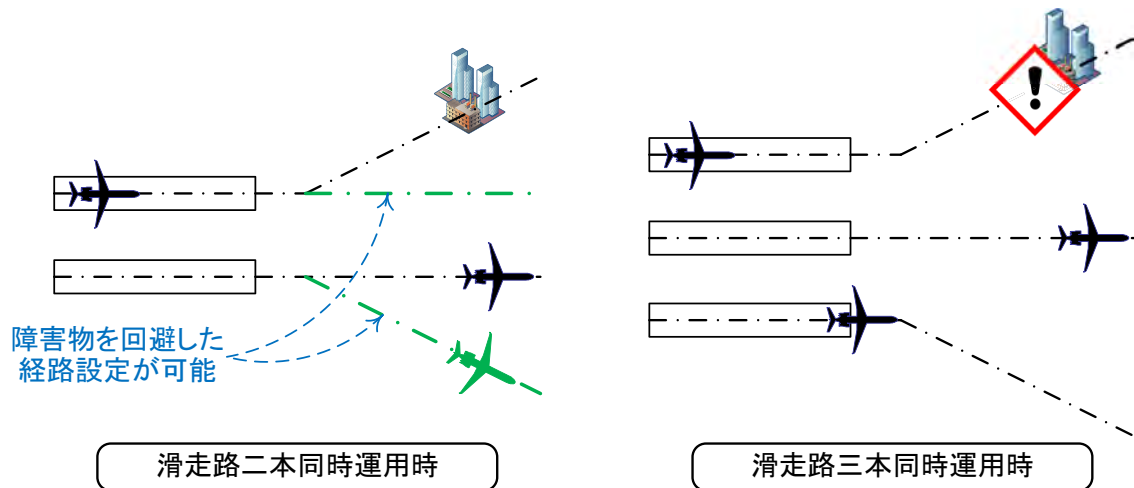 障害物を回避した
経路設定が可能
滑走路二本同時運用時
滑走路三本同時運用時